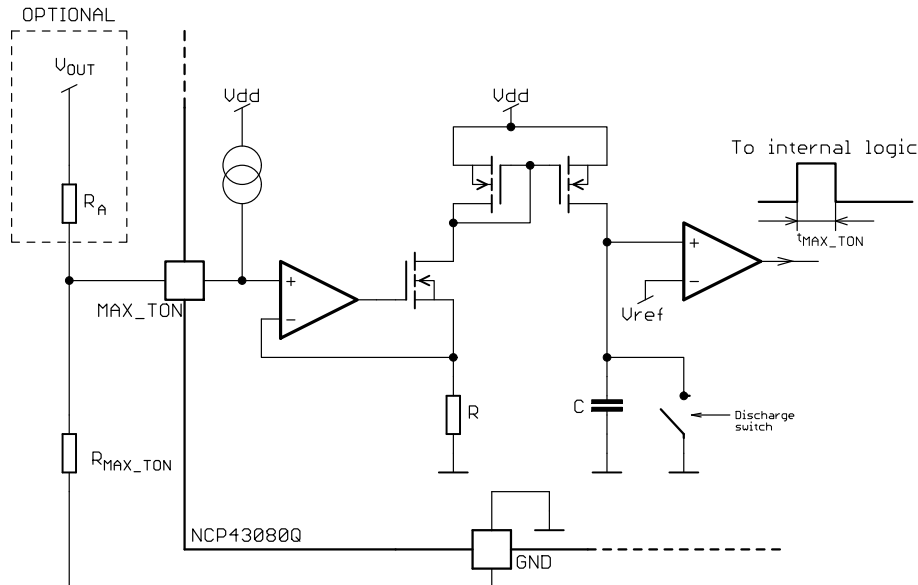 OPTIONAL
VOUT
RA
Vdd
Vdd
To internal logic
tMAX_TON
MAX_TON
+
−
+
−
Vref
R
C
Discharge
switch
RMAX_TON
NCP43080Q
GND